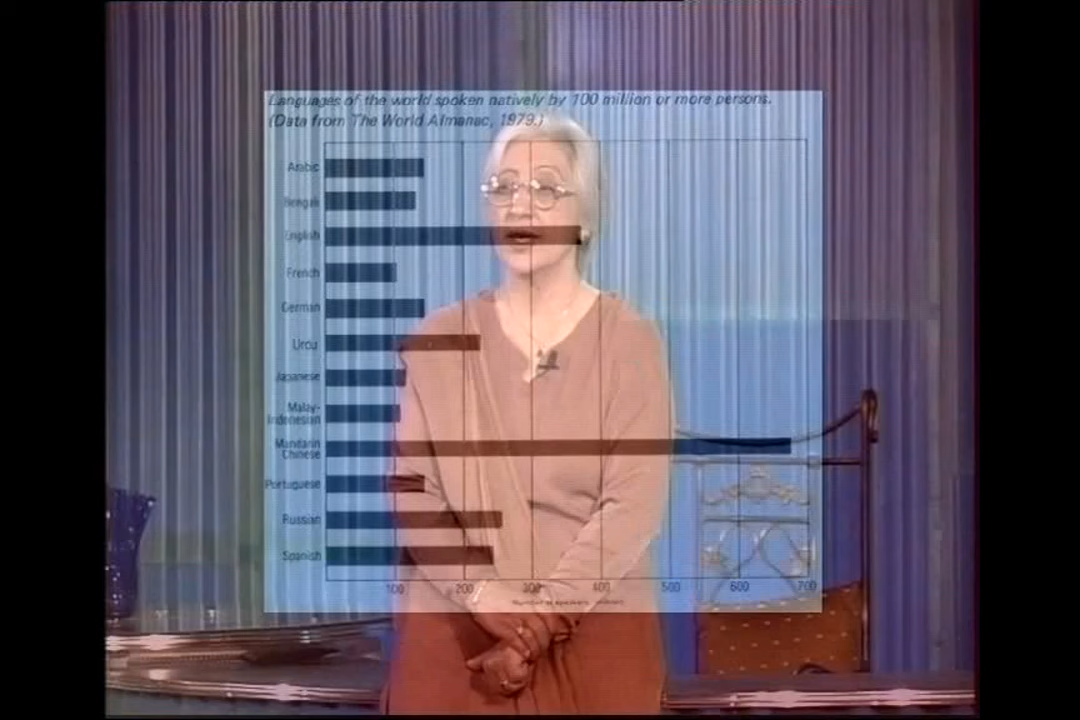 Languages of the world spoken natively by 100 million or more persons.
(Data from The World Almanac, 1979.)
Arabic
Bengali
English
French
German
Urdu
Japanese
Malay-
Indonesian
Mandarin
Chinese
Portuguese
Russian
Spanish
100 200 300 400 500 600 700